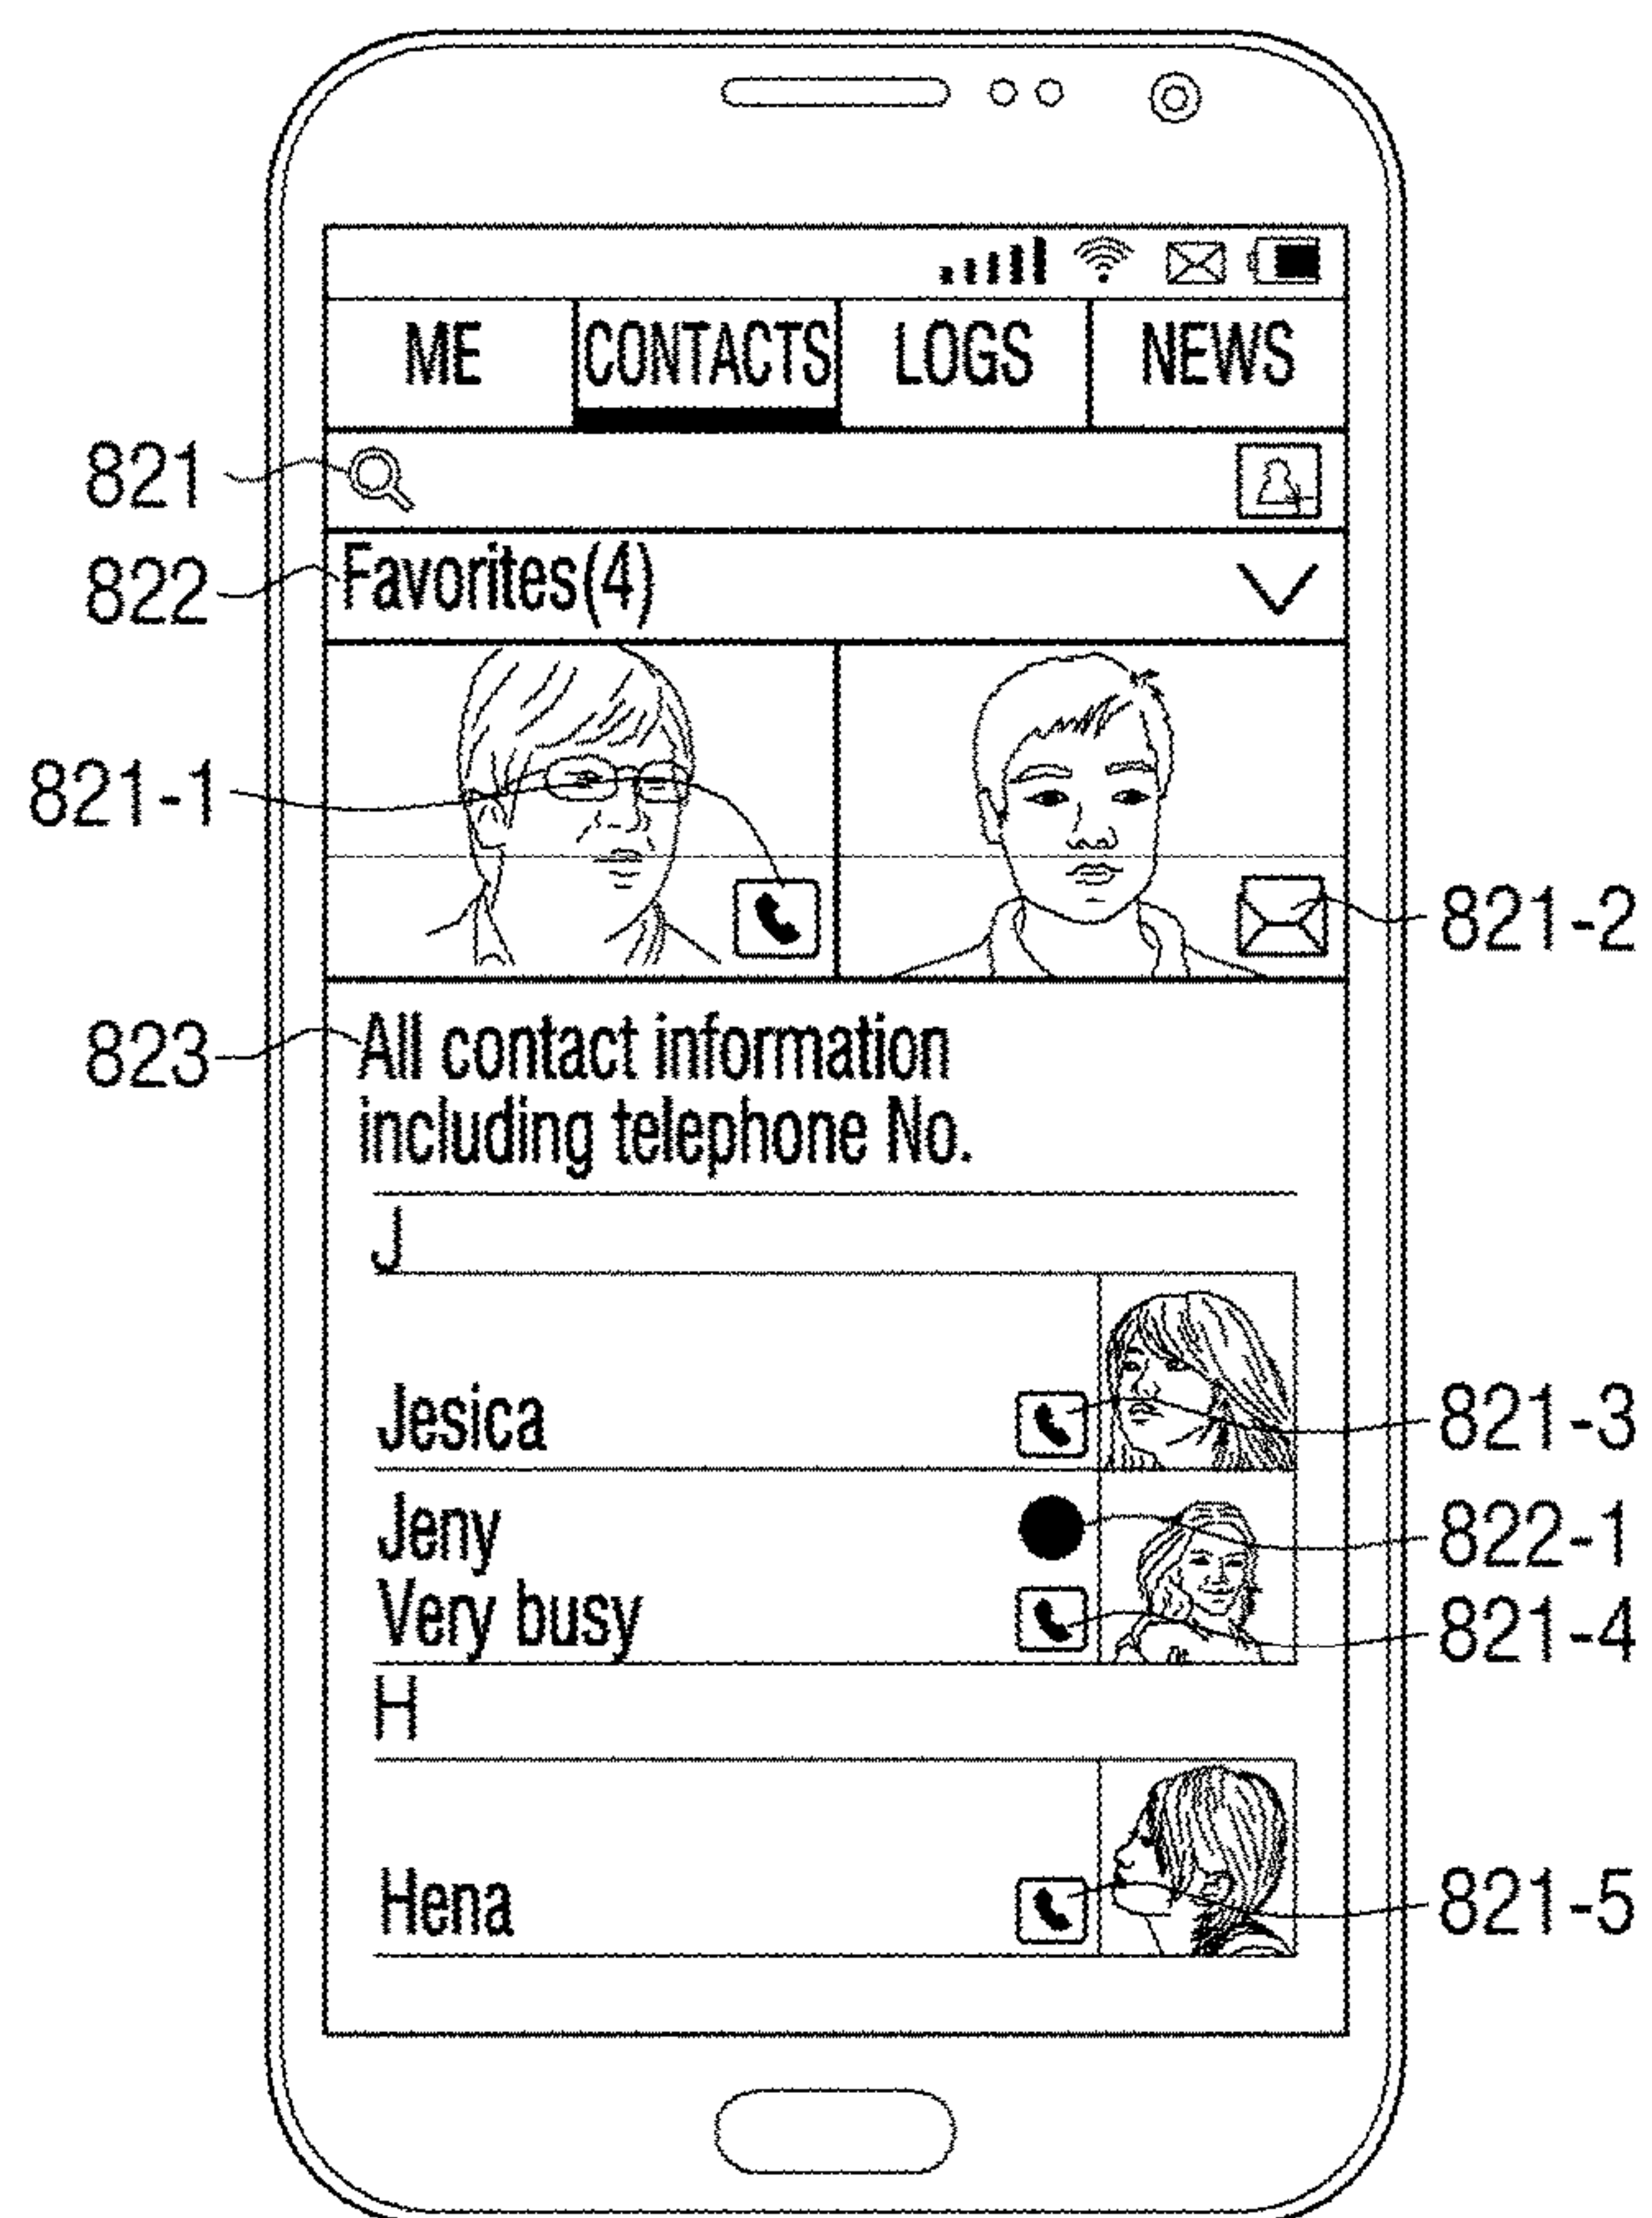 ME CONTACTS LOGS NEWS
821
822 Favorites(4)
821-1
821-2
823 All contact information
including telephone No.
J
Jesica 821-3
Jeny 822-1
Very busy 821-4
H
Hena 821-5